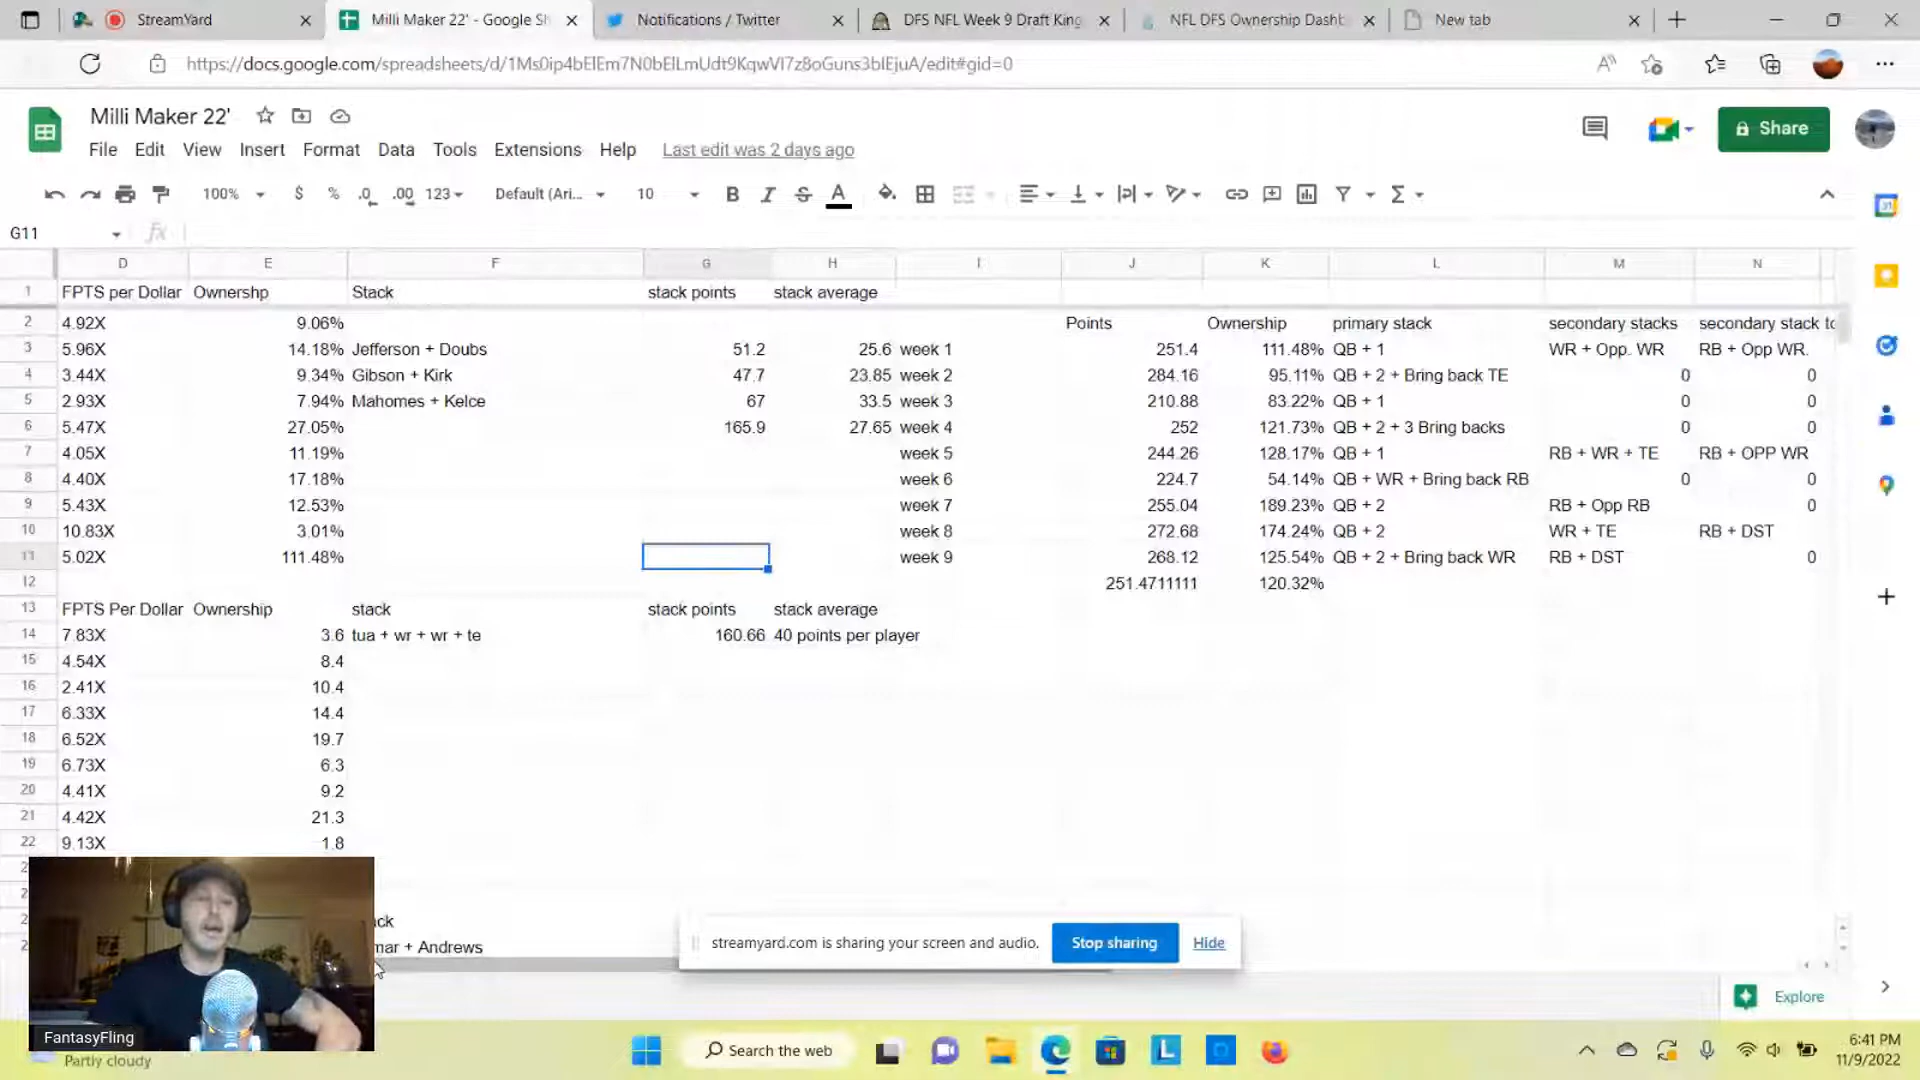 StreamYard
Milli Maker 22' - Google Sh
Notifications / Twitter
DFS NFL Week 9 Draft King
NFL DFS Ownership Dashb
New tab
https://docs.google.com/spreadsheets/d/1Ms0ip4bElEm7N0bElLmUdt9KqwVI7z8oGuns3blEjuA/edit#gid=0
Milli Maker 22'
Share
File Edit View Insert Format Data Tools Extensions Help Last edit was 2 days ago
100% $ % .0 .00 123 Default (Ari... 10 B I S A
G11 fx
D E F G H I J K L M N
1 FPTS per Dollar Ownershp Stack stack points stack average
2 4.92X 9.06% Points Ownership primary stack secondary stacks secondary stack
3 5.96X 14.18% Jefferson + Doubs 51.2 25.6 week 1 251.4 111.48% QB + 1 WR + Opp. WR RB + Opp WR.
4 3.44X 9.34% Gibson + Kirk 47.7 23.85 week 2 284.16 95.11% QB + 2 + Bring back TE 0 0
5 2.93X 7.94% Mahomes + Kelce 67 33.5 week 3 210.88 83.22% QB + 1 0 0
6 5.47X 27.05% 165.9 27.65 week 4 252 121.73% QB + 2 + 3 Bring backs 0 0
7 4.05X 11.19% week 5 244.26 128.17% QB + 1 RB + WR + TE RB + OPP WR
8 4.40X 17.18% week 6 224.7 54.14% QB + WR + Bring back RB 0 0
9 5.43X 12.53% week 7 255.04 189.23% QB + 2 RB + Opp RB 0
10 10.83X 3.01% week 8 272.68 174.24% QB + 2 WR + TE RB + DST
11 5.02X 111.48% week 9 268.12 125.54% QB + 2 + Bring back WR RB + DST 0
12 251.4711111 120.32%
13 FPTS Per Dollar Ownership stack stack points stack average
14 7.83X 3.6 tua + wr + wr + te 160.66 40 points per player
15 4.54X 8.4
16 2.41X 10.4
17 6.33X 14.4
18 6.52X 19.7
19 6.73X 6.3
20 4.41X 9.2
21 4.42X 21.3
22 9.13X 1.8
ck
mar + Andrews
streamyard.com is sharing your screen and audio. Stop sharing Hide
Explore
FantasyFling
Partly cloudy
Search the web
6:41 PM
11/9/2022